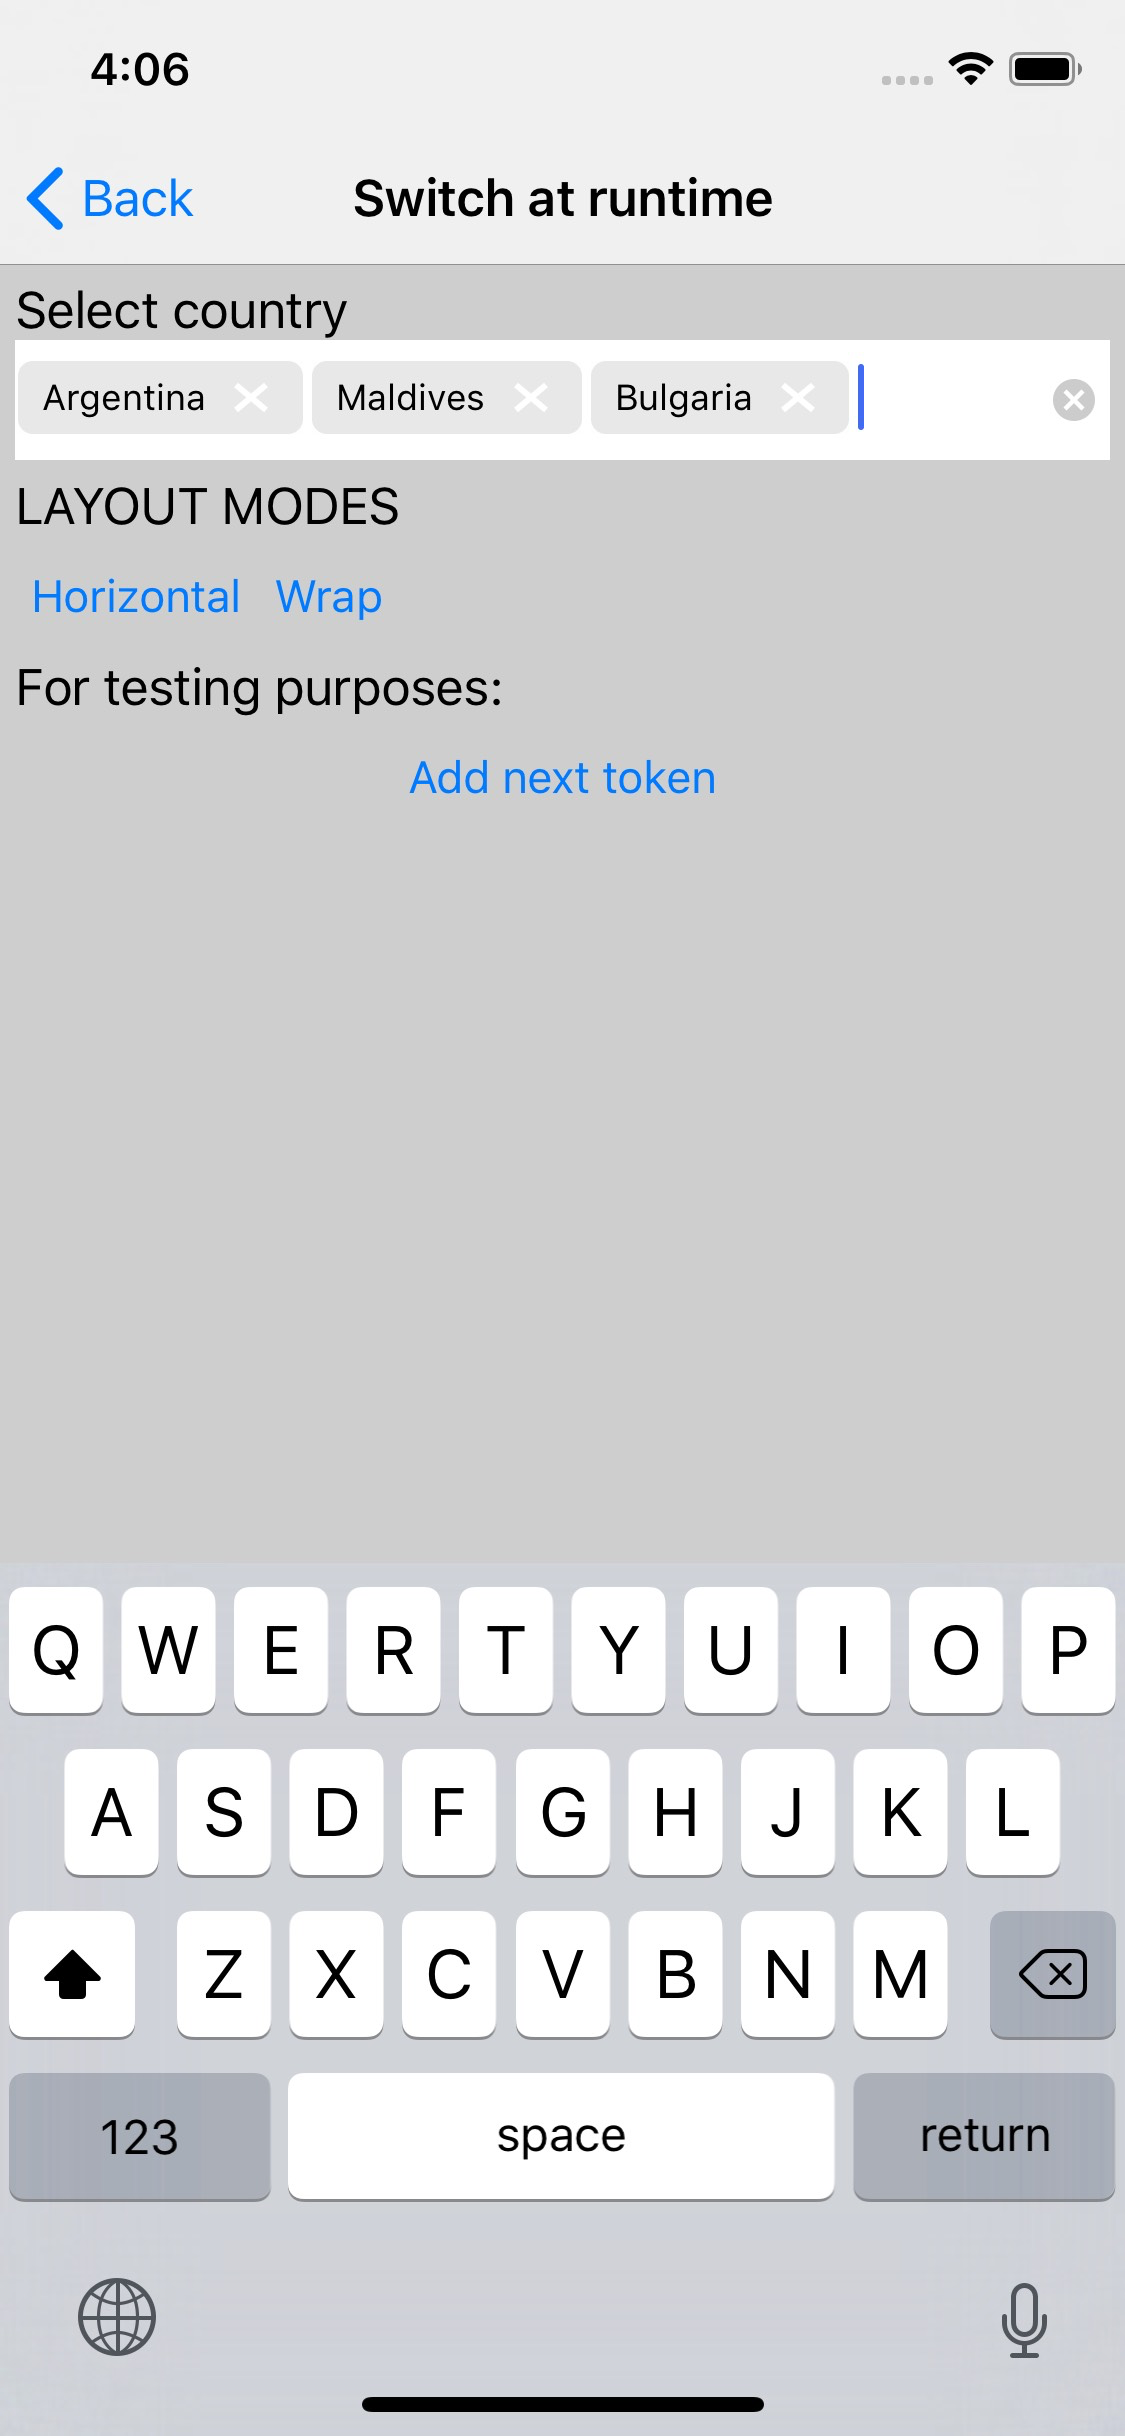 4:06
Back Switch at runtime
Select country
Argentina Maldives Bulgaria
LAYOUT MODES
Horizontal Wrap
For testing purposes:
Add next token
Q W E R T Y U I O P
A S D F G H J K L
Z X C V B N M
123 space return